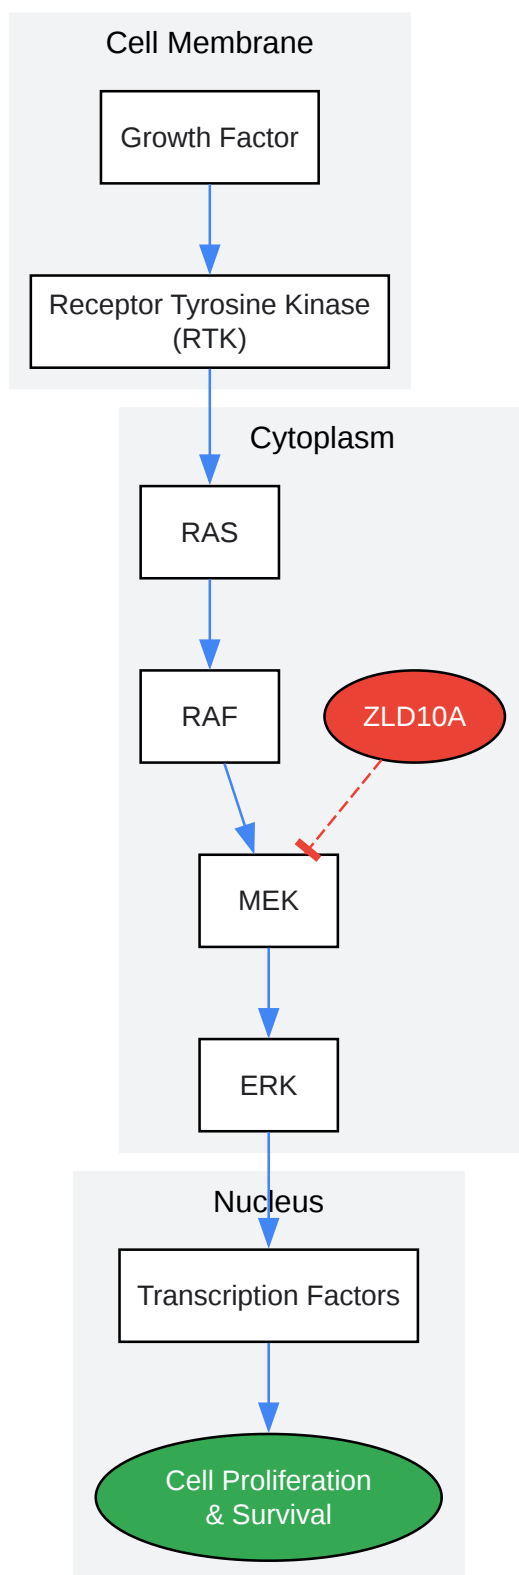 Cell Membrane
Growth Factor
Receptor Tyrosine Kinase
(RTK)
Cytoplasm
RAS
RAF
ZLD10A
MEK
ERK
Nucleus
Transcription Factors
Cell Proliferation
& Survival